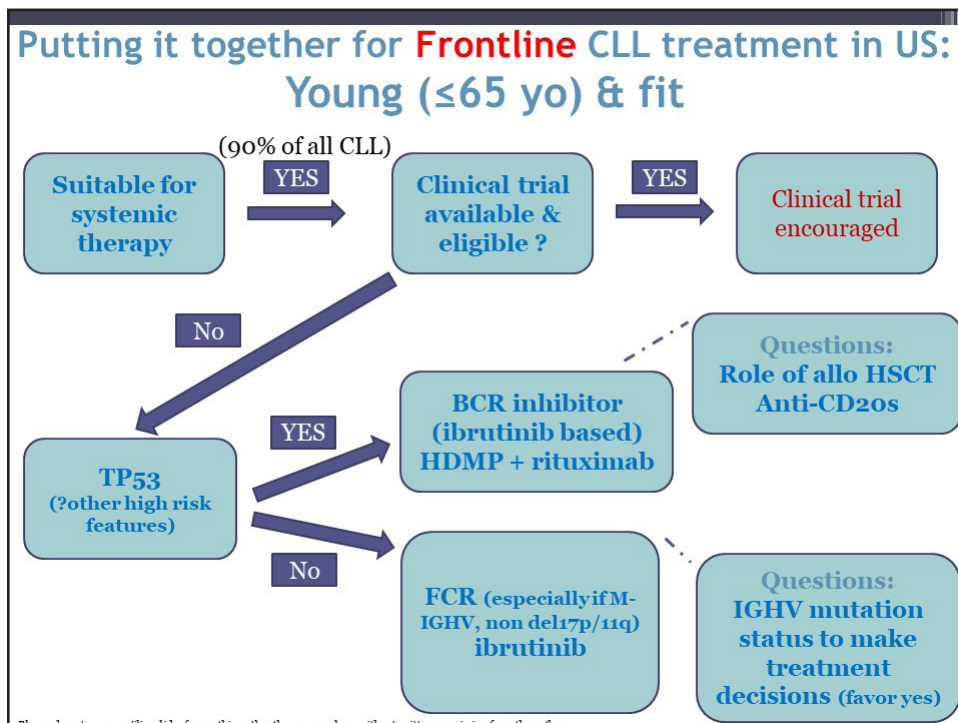 Putting it together for Frontline CLL treatment in US:
Young (≤65 yo) & fit
(90% of all CLL)
Suitable for
systemic
therapy
YES
Clinical trial
available &
eligible ?
YES
Clinical trial
encouraged
No
Questions:
Role of allo HSCT
Anti-CD20s
BCR inhibitor
(ibrutinib based)
HDMP + rituximab
YES
TP53
(?other high risk
features)
No
FCR (especially if M-
IGHV, non del17p/11q)
ibrutinib
Questions:
IGHV mutation
status to make
treatment
decisions (favor yes)